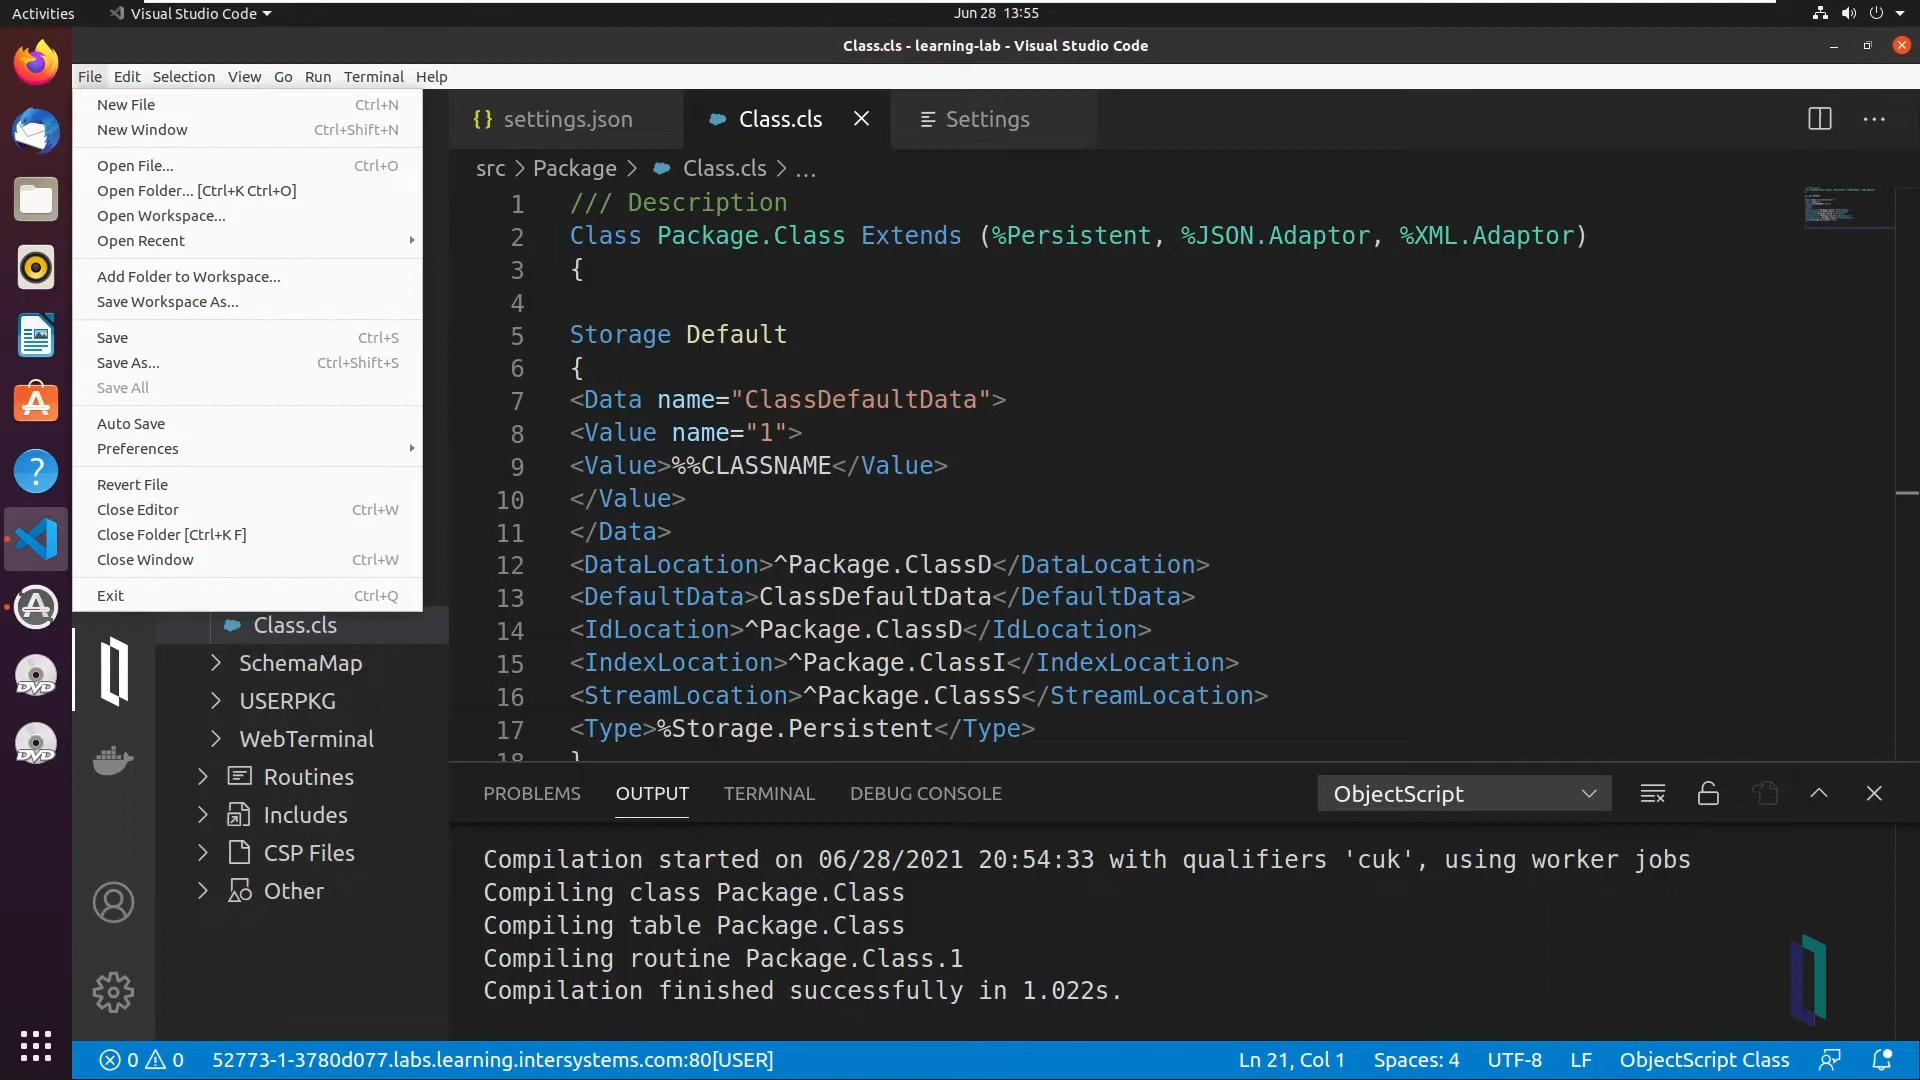 Activities
Visual Studio Code
Jun 28 13:55
Class.cls - learning-lab - Visual Studio Code
File Edit Selection View Go Run Terminal Help
New File Ctrl+N
New Window Ctrl+Shift+N
Open File... Ctrl+O
Open Folder... [Ctrl+K Ctrl+O]
Open Workspace...
Open Recent
Add Folder to Workspace...
Save Workspace As...
Save Ctrl+S
Save As... Ctrl+Shift+S
Save All
Auto Save
Preferences
Revert File
Close Editor Ctrl+W
Close Folder [Ctrl+K F]
Close Window Ctrl+W
Exit Ctrl+Q
Class.cls
SchemaMap
USERPKG
WebTerminal
Routines
Includes
CSP Files
Other
{} settings.json
Class.cls
Settings
src > Package > Class.cls > ...
1 /// Description
2 Class Package.Class Extends (%Persistent, %JSON.Adaptor, %XML.Adaptor)
3 {
4
5 Storage Default
6 {
7 <Data name="ClassDefaultData">
8 <Value name="1">
9 <Value>%%CLASSNAME</Value>
10 </Value>
11 </Data>
12 <DataLocation>^Package.ClassD</DataLocation>
13 <DefaultData>ClassDefaultData</DefaultData>
14 <IdLocation>^Package.ClassD</IdLocation>
15 <IndexLocation>^Package.ClassI</IndexLocation>
16 <StreamLocation>^Package.ClassS</StreamLocation>
17 <Type>%Storage.Persistent</Type>
18 }
PROBLEMS OUTPUT TERMINAL DEBUG CONSOLE
ObjectScript
Compilation started on 06/28/2021 20:54:33 with qualifiers 'cuk', using worker jobs
Compiling class Package.Class
Compiling table Package.Class
Compiling routine Package.Class.1
Compilation finished successfully in 1.022s.
DVD
DVD
0 0 52773-1-3780d077.labs.learning.intersystems.com:80[USER]
Ln 21, Col 1 Spaces: 4 UTF-8 LF ObjectScript Class